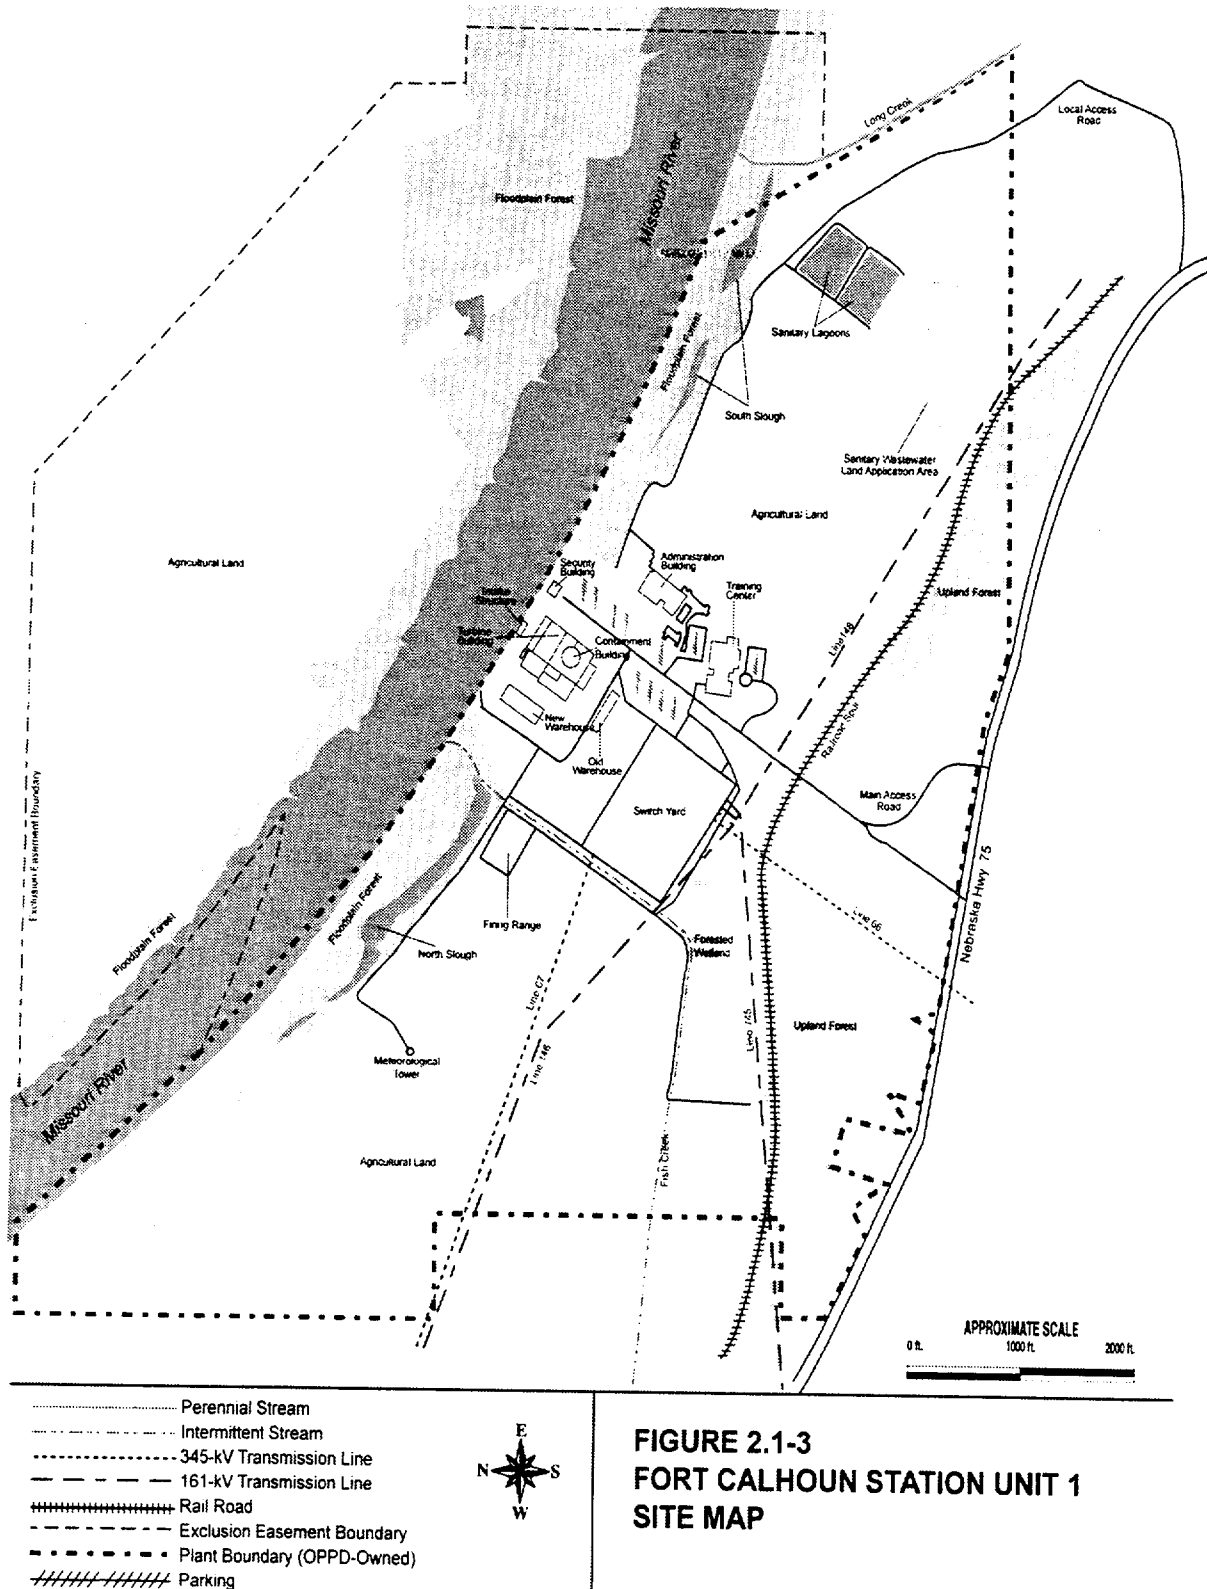 Long Creek
Local Access
Road
Missouri River
Floodplain Forest
Sanitary Lagoons
Floodplain Forest
South Slough
Sanitary Wastewater
Land Application Area
Agricultural Land
Agricultural Land
Security
Building
Administration
Building
Training
Center
Intake
Structure
Turbine
Building
Containment
Building
Upland Forest
Line 148
Railroad Spur
New
Warehouse
Old
Warehouse
Switch Yard
Main Access
Road
Exclusion Easement Boundary
Nebraska Hwy 75
Floodplain Forest
Floodplain Forest
Firing Range
North Slough
Line 66
Forested
Wetland
Line 67
Line 146
Line 745
Upland Forest
Meteorological
Tower
Missouri River
Agricultural Land
Fish Creek
APPROXIMATE SCALE
0 ft. 1000 ft. 2000 ft.
Perennial Stream
Intermittent Stream
345-kV Transmission Line
161-kV Transmission Line
Rail Road
Exclusion Easement Boundary
Plant Boundary (OPPD-Owned)
Parking
E
N S
W
FIGURE 2.1-3
FORT CALHOUN STATION UNIT 1
SITE MAP